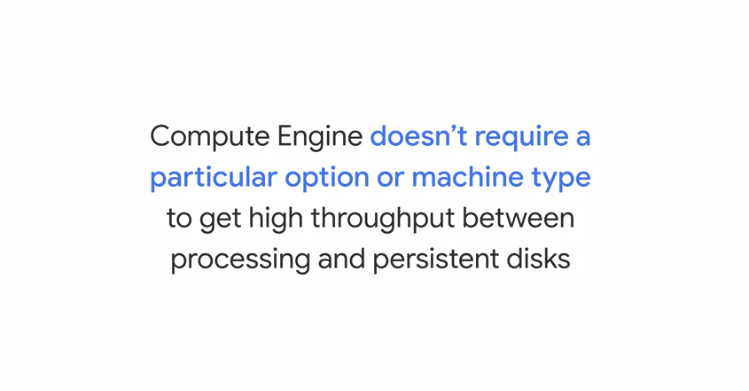 Compute Engine doesn’t require a
particular option or machine type
to get high throughput between
processing and persistent disks